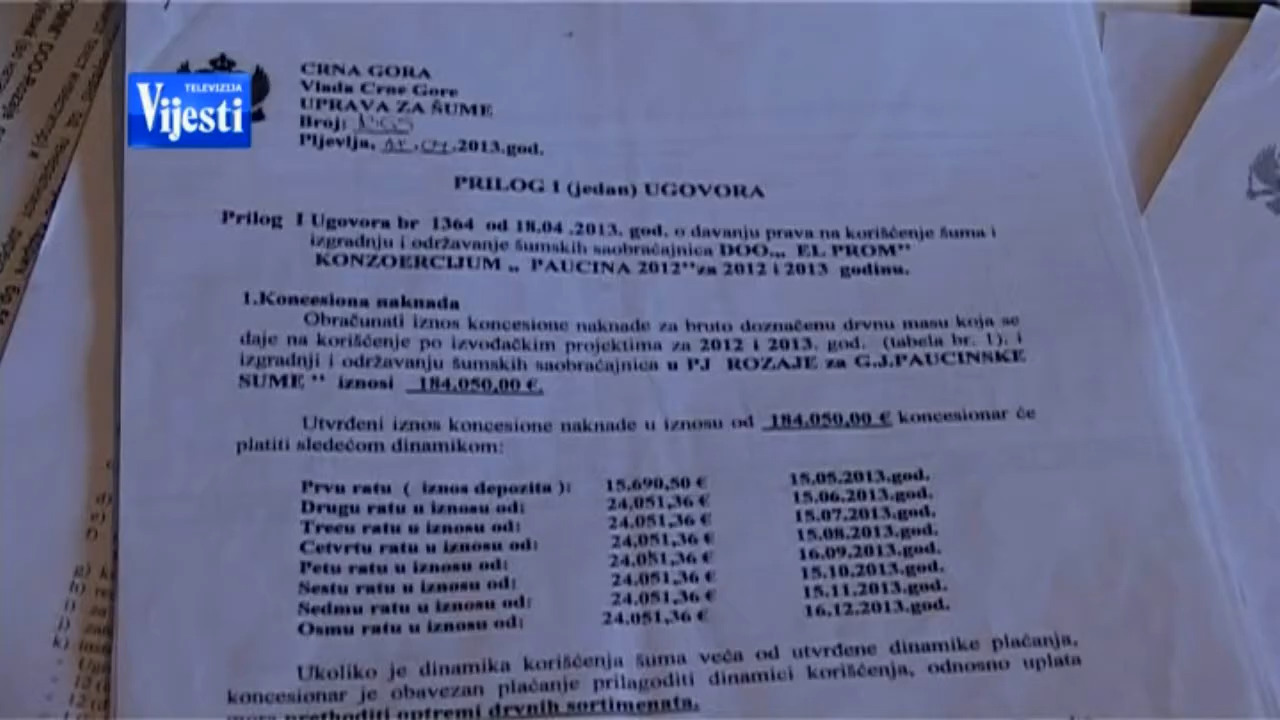 TELEVIZIJA
Vijesti
CRNA GORA
Vlada Crne Gore
UPRAVA ZA ŠUME
Broj:
Pljevlja, .2013.god.
PRILOG I (jedan) UGOVORA
Prilog I Ugovora br 1364 od 18.04 .2013. god. o davanju prava na korišćenje šuma i
izgradnju i održavanje šumskih saobraćajnica DOO.,, EL PROM”
KONZOERCIJUM „ PAUCINA 2012”za 2012 i 2013 godinu.
1.Koncesiona naknada
Obračunati iznos koncesione naknade za bruto doznačenu drvnu masu koja se
daje na korišćenje po izvođačkim projektima za 2012 i 2013. god. (tabela br. 1). i
izgradnji i održavanju šumskih saobraćajnica u PJ ROZAJE za G.J.PAUCINSKE
SUME ” iznosi 184.050,00 €.
Utvrđeni iznos koncesione naknade u iznosu od 184.050,00 € koncesionar će
platiti sledećom dinamikom:
Prvu ratu ( iznos depozita ): 15.690,50 € 15.05.2013.god.
Drugu ratu u iznosu od: 24.051,36 € 15.06.2013.god.
Trecu ratu u iznosu od: 24.051,36 € 15.07.2013.god.
Cetvrtu ratu u iznosu od: 24.051,36 € 15.08.2013.god.
Petu ratu u iznosu od: 24.051,36 € 16.09.2013.god.
Sestu ratu u iznosu od: 24.051,36 € 15.10.2013.god.
Sedmu ratu u iznosu od: 24.051,36 € 15.11.2013.god.
Osmu ratu u iznosu od: 24.051,36 € 16.12.2013.god.
Ukoliko je dinamika korišćenja šuma veća od utvrđene dinamike plaćanja,
koncesionar je obavezan plaćanje prilagoditi dinamici korišćenja, odnosno uplata
mora prethoditi otpremi drvnih sortimenata.